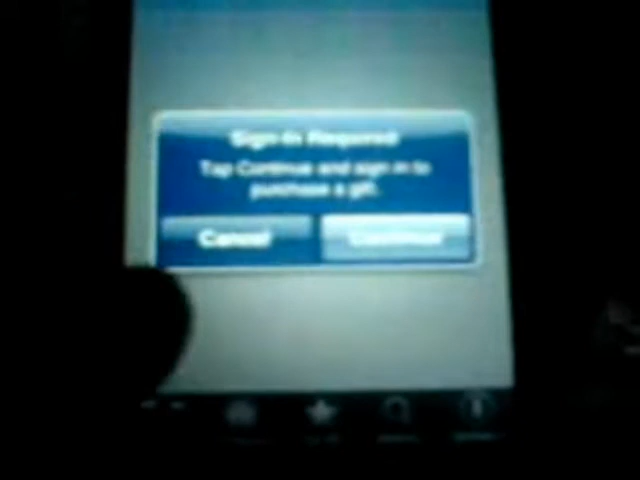 Sign-In Required
Tap Continue and sign in to
purchase a gift.
Cancel
Continue